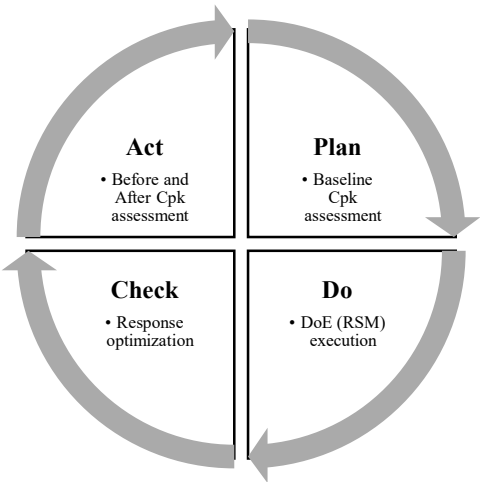 Act
• Before and
After Cpk
assessment
Plan
• Baseline
Cpk
assessment
Check
• Response
optimization
Do
• DoE (RSM)
execution